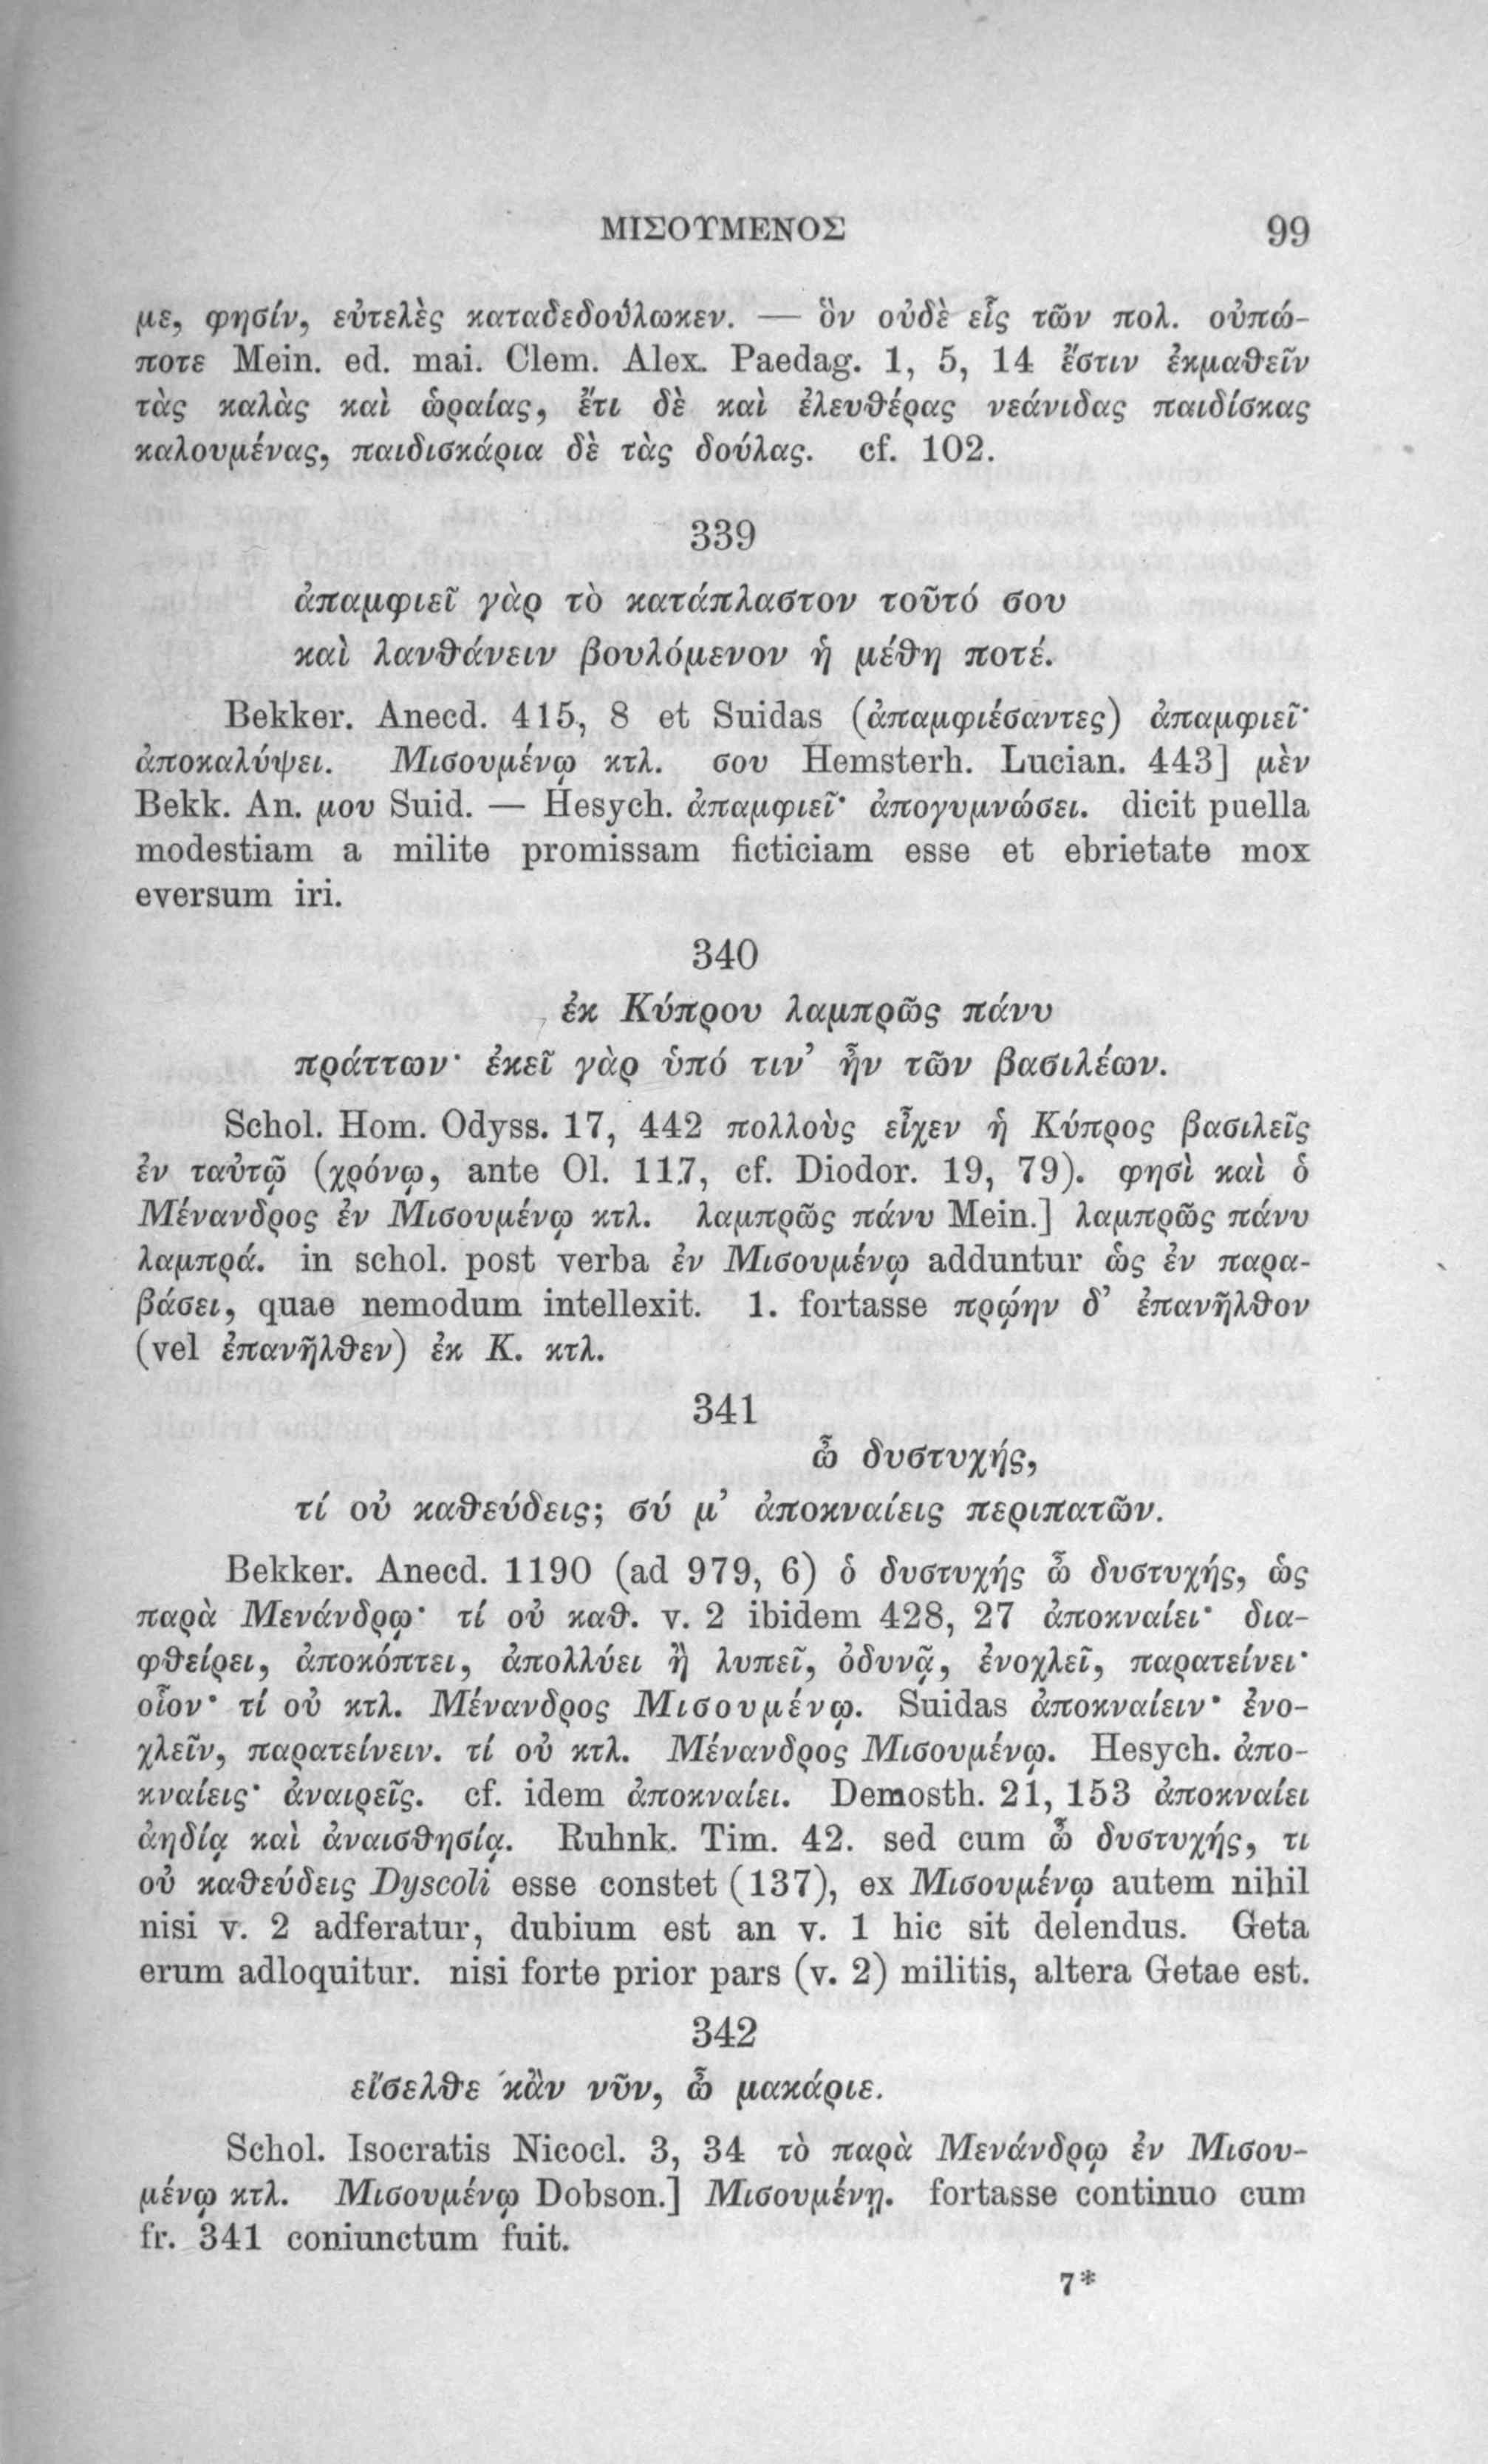 ΜΙΣΟΥΜΕΝΟΣ 99
με, φησίν, εὐτελὲς καταδεδούλωκεν. — ὃν οὐδὲ εἷς τῶν πολ. οὐπώ-
ποτε Mein. ed. mai. Clem. Alex. Paedag. 1, 5, 14 ἔστιν ἐκμαθεῖν
τὰς καλὰς καὶ ὡραίας, ἔτι δὲ καὶ ἐλευθέρας νεάνιδας παιδίσκας
καλουμένας, παιδισκάρια δὲ τὰς δούλας. cf. 102.
339
ἀπαμφιεῖ γὰρ τὸ κατάπλαστον τοῦτό σου
καὶ λανθάνειν βουλόμενον ἡ μέθη ποτέ.
Bekker. Anecd. 415, 8 et Suidas (ἀπαμφιέσαντες) ἀπαμφιεῖ·
ἀποκαλύψει. Μισουμένῳ κτλ. σου Hemsterh. Lucian. 443] μὲν
Bekk. An. μου Suid. — Hesych. ἀπαμφιεῖ· ἀπογυμνώσει. dicit puella
modestiam a milite promissam ficticiam esse et ebrietate mox
eversum iri.
340
ἐκ Κύπρου λαμπρῶς πάνυ
πράττων· ἐκεῖ γὰρ ὑπό τιν’ ἦν τῶν βασιλέων.
Schol. Hom. Odyss. 17, 442 πολλοὺς εἶχεν ἡ Κύπρος βασιλεῖς
ἐν ταὐτῷ (χρόνῳ, ante Ol. 117, cf. Diodor. 19, 79). φησὶ καὶ ὁ
Μένανδρος ἐν Μισουμένῳ κτλ. λαμπρῶς πάνυ Mein.] λαμπρῶς πάνυ
λαμπρά. in schol. post verba ἐν Μισουμένῳ adduntur ὡς ἐν παρα-
βάσει, quae nemodum intellexit. 1. fortasse πρῴην δ’ ἐπανῆλθον
(vel ἐπανῆλθεν) ἐκ Κ. κτλ.
341
ὦ δυστυχής,
τί οὐ καθεύδεις; σύ μ’ ἀποκναίεις περιπατῶν.
Bekker. Anecd. 1190 (ad 979, 6) ὁ δυστυχής ὦ δυστυχής, ὡς
παρὰ Μενάνδρῳ· τί οὐ καθ. v. 2 ibidem 428, 27 ἀποκναίει· δια-
φθείρει, ἀποκόπτει, ἀπολλύει ἢ λυπεῖ, ὀδυνᾷ, ἐνοχλεῖ, παρατείνει·
οἷον· τί οὐ κτλ. Μένανδρος Μισουμένῳ. Suidas ἀποκναίειν· ἐνο-
χλεῖν, παρατείνειν. τί οὐ κτλ. Μένανδρος Μισουμένῳ. Hesych. ἀπο-
κναίεις· ἀναιρεῖς. cf. idem ἀποκναίει. Demosth. 21, 153 ἀποκναίει
ἀηδίᾳ καὶ ἀναισθησίᾳ. Ruhnk. Tim. 42. sed cum ὦ δυστυχής, τι
οὐ καθεύδεις Dyscoli esse constet (137), ex Μισουμένῳ autem nihil
nisi v. 2 adferatur, dubium est an v. 1 hic sit delendus. Geta
erum adloquitur. nisi forte prior pars (v. 2) militis, altera Getae est.
342
εἴσελθε κἂν νῦν, ὦ μακάριε.
Schol. Isocratis Nicocl. 3, 34 τὸ παρὰ Μενάνδρῳ ἐν Μισου-
μένῳ κτλ. Μισουμένῳ Dobson.] Μισουμένῃ. fortasse continuo cum
fr. 341 coniunctum fuit.
7*